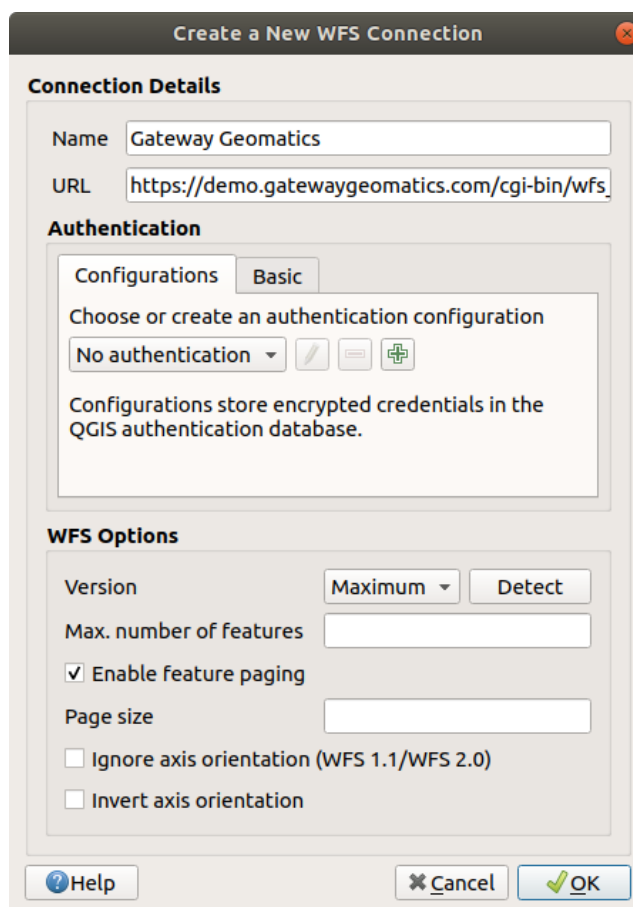 Create a New WFS Connection
Connection Details
Name Gateway Geomatics
URL https://demo.gatewaygeomatics.com/cgi-bin/wfs_
Authentication
Configurations Basic
Choose or create an authentication configuration
No authentication
Configurations store encrypted credentials in the
QGIS authentication database.
WFS Options
Version Maximum Detect
Max. number of features
Enable feature paging
Page size
Ignore axis orientation (WFS 1.1/WFS 2.0)
Invert axis orientation
Help Cancel OK